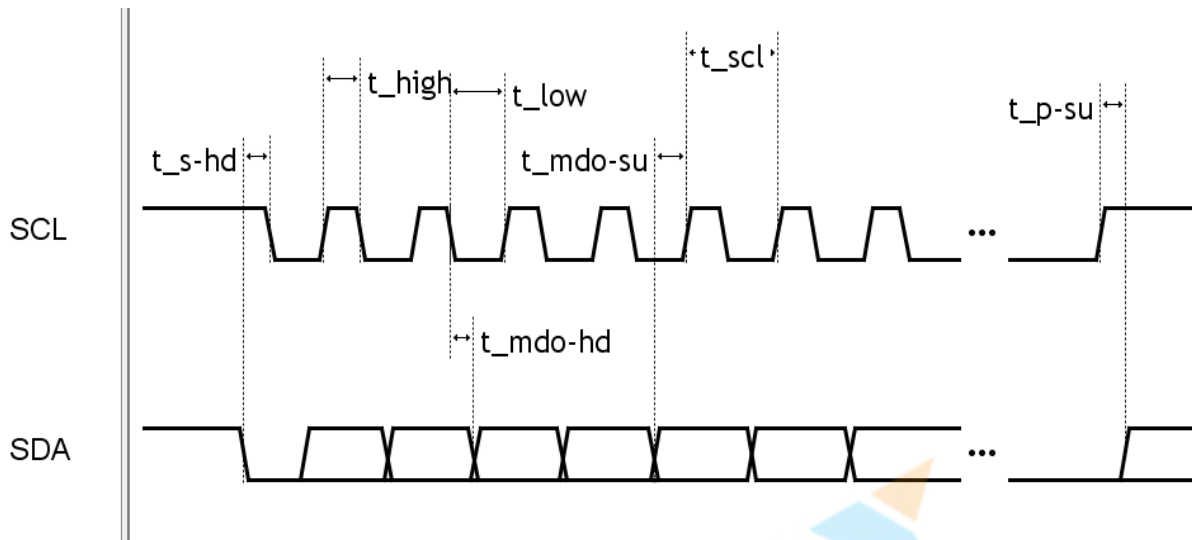 t_scl
t_high
t_low
t_p-su
t_s-hd
t_mdo-su
SCL
...
t_mdo-hd
SDA
...